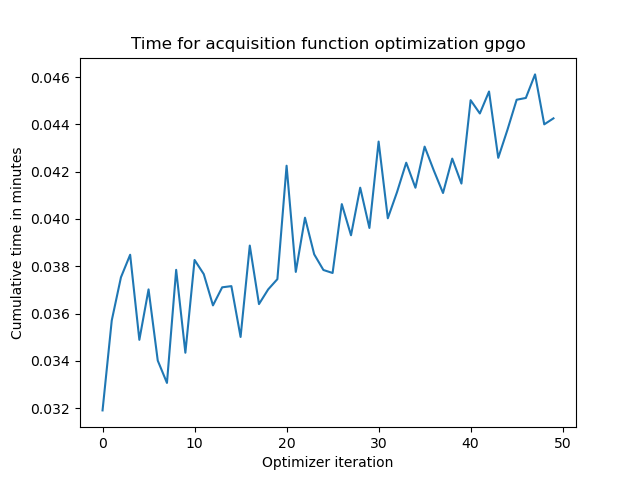 Time for acquisition function optimization gpgo
Cumulative time in minutes
0.046
0.044
0.042
0.040
0.038
0.036
0.034
0.032
0 10 20 30 40 50
Optimizer iteration